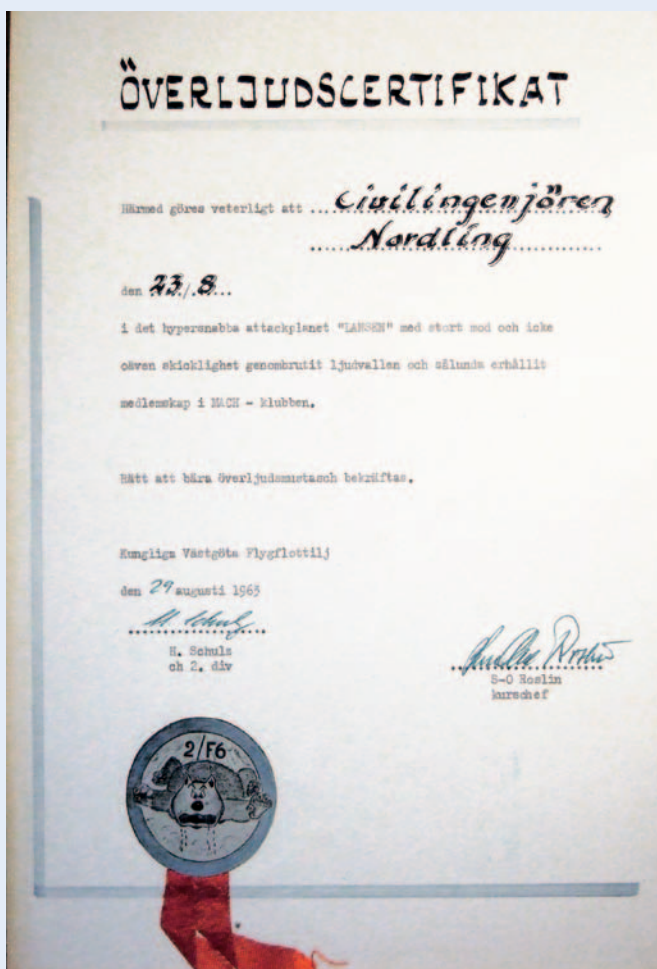 ÖVERLJUDSCERTIFIKAT
Härmed göres veterligt att ... Civilingenjören
Nordling
den 23/8...
i det hypersnabba attackplanet "LANSEN" med stort mod och icke
oäven skicklighet genombrutit ljudvallen och sålunda erhållit
medlemskap i MACH - klubben.
Rätt att bära överljudsmustasch bekräftas.
Kungliga Västgöta Flygflottilj
den 29 augusti 1963
H. Schulz
H. Schulz
ch 2. div
S-O Roslin
kurschef
2/F6